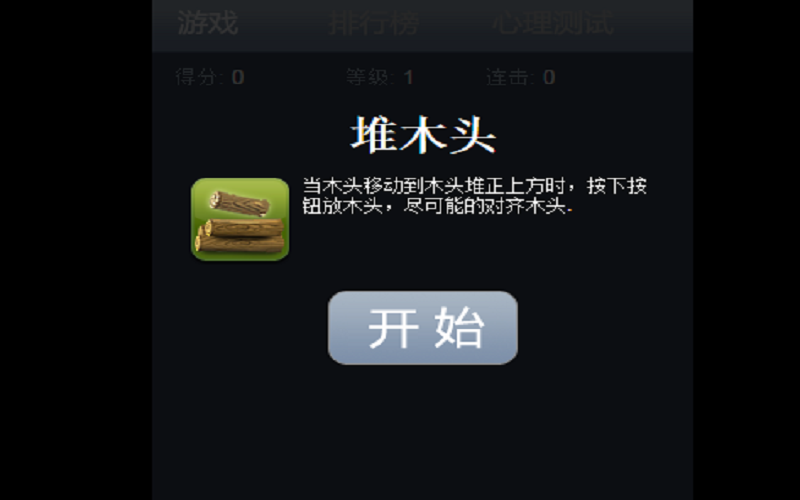 游戏 排行榜 心理测试
得分: 0 等级: 1 连击: 0
堆木头
当木头移动到木头堆正上方时，按下按
钮放木头，尽可能的对齐木头.
开始